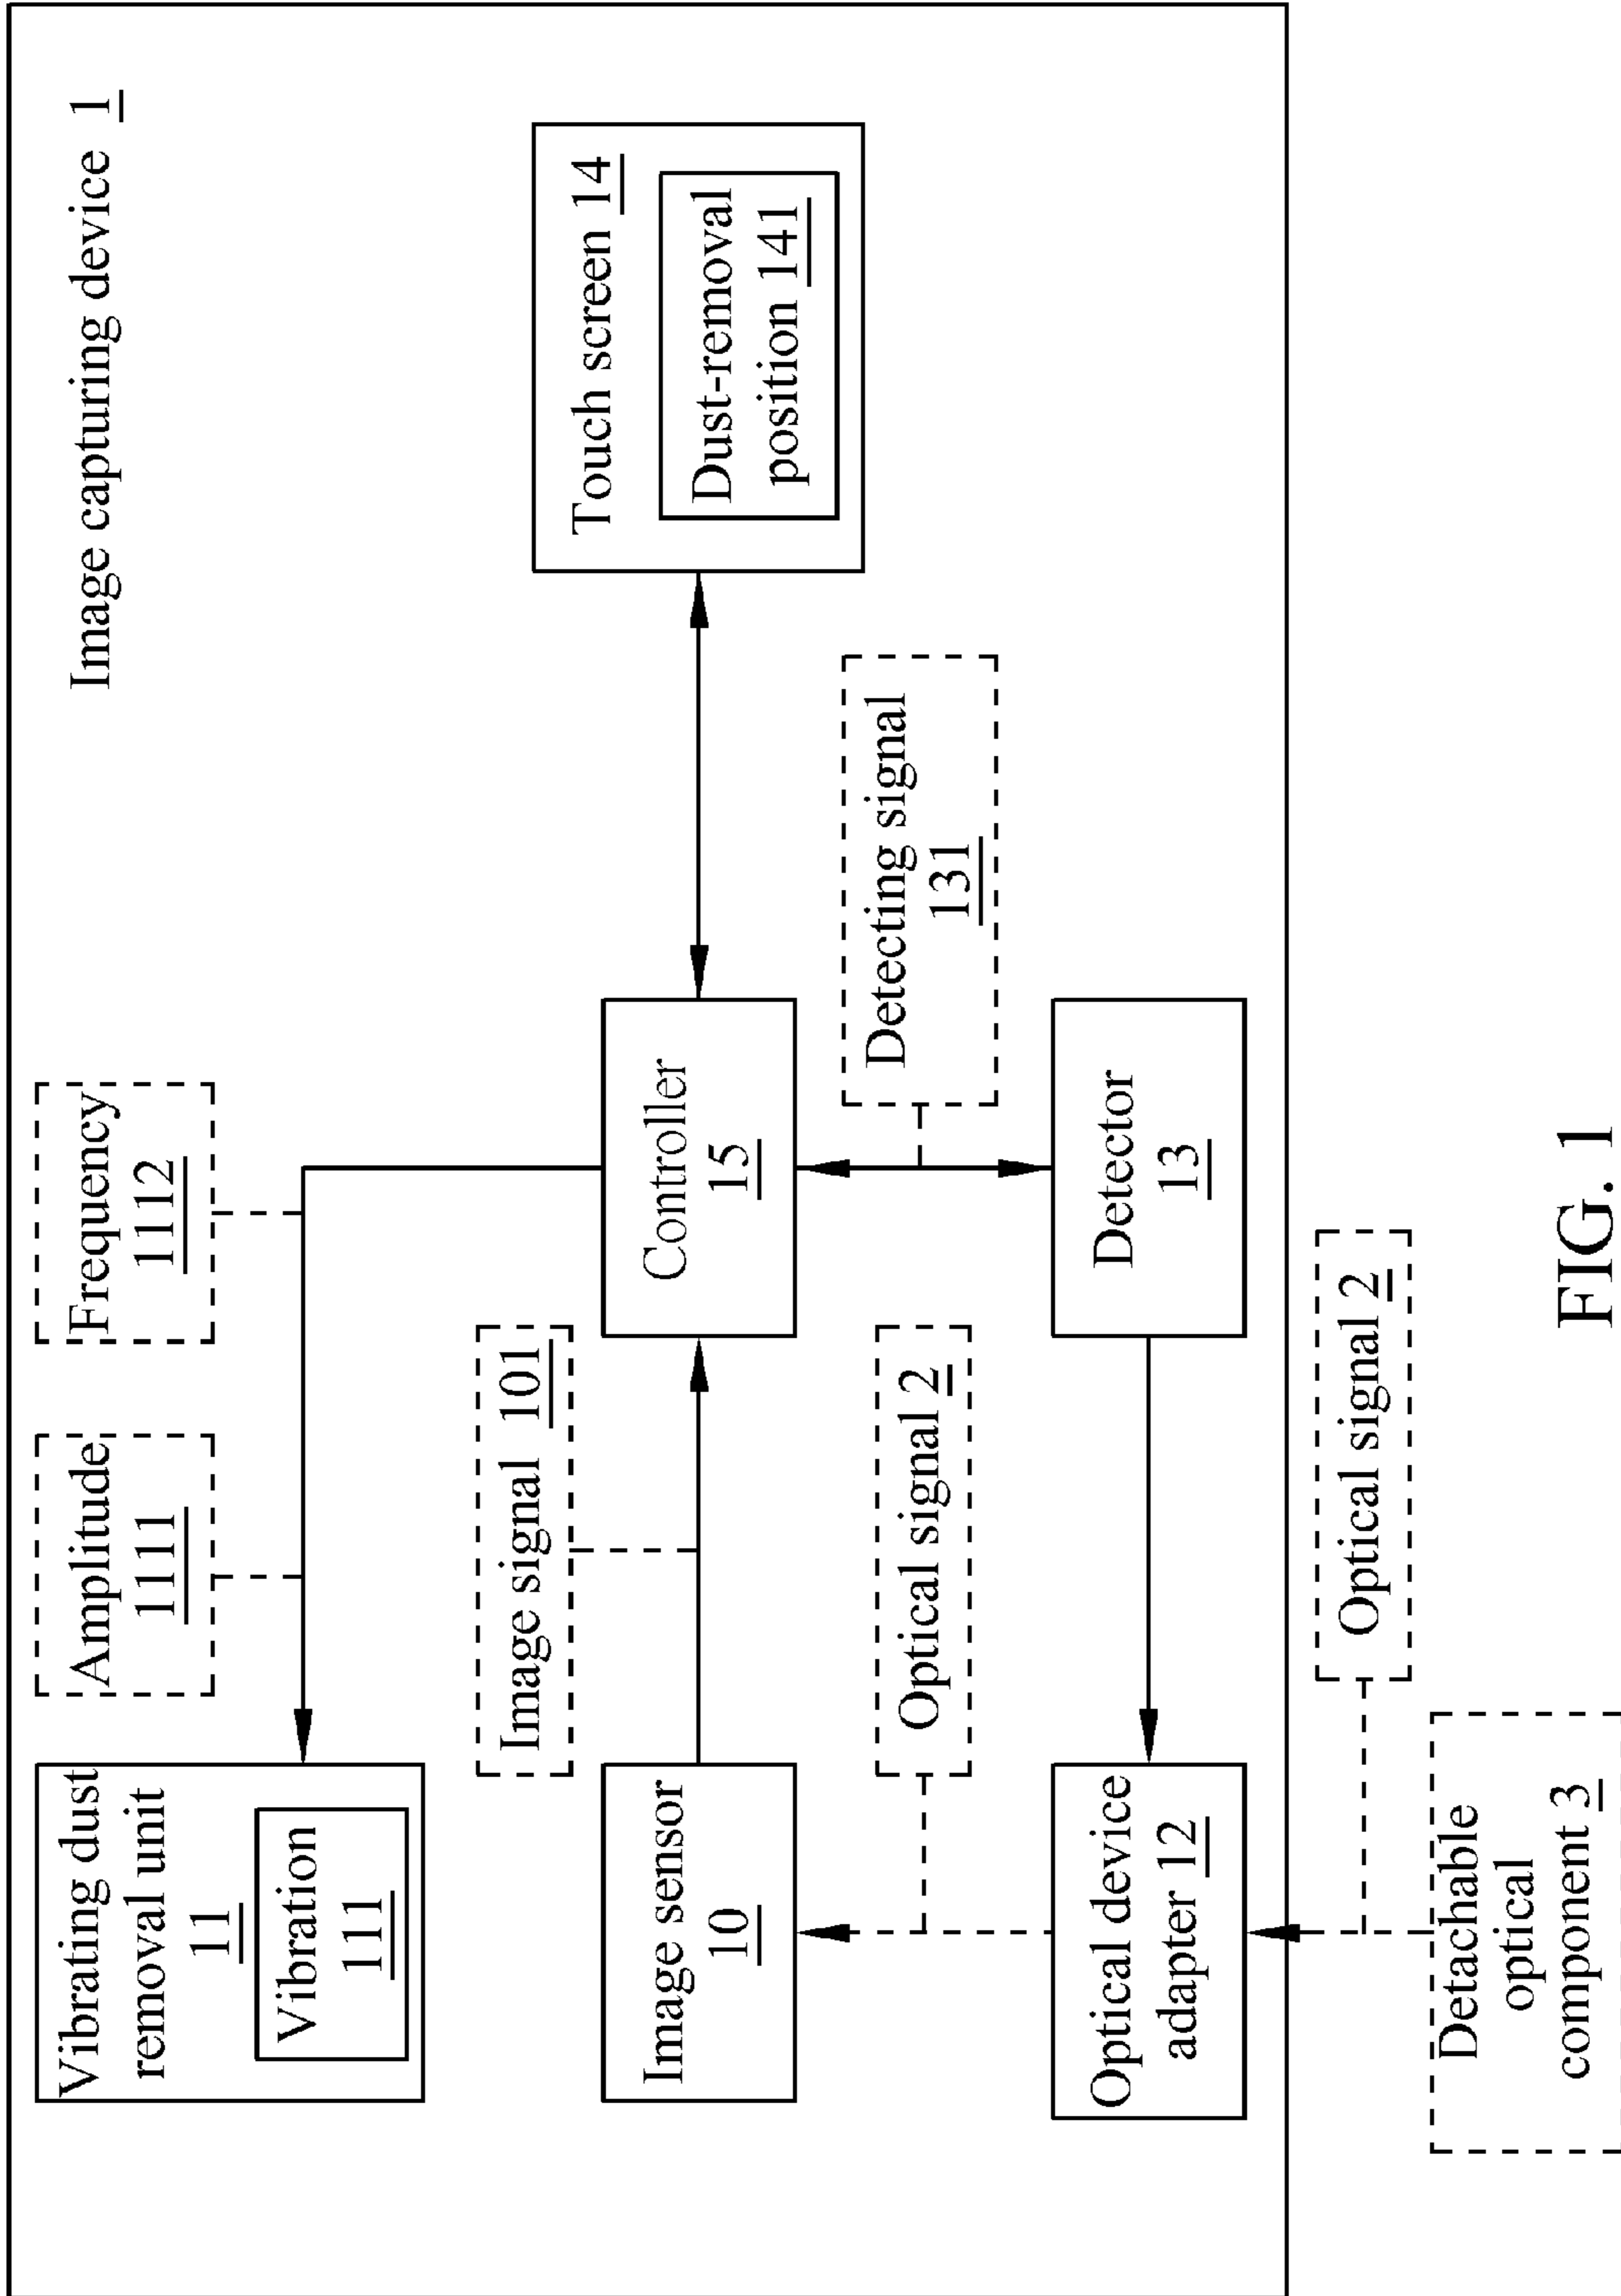 Image capturing device 1
Vibrating dust
removal unit
11
Vibration
111
Amplitude
1111
Frequency
1112
Image sensor
10
Image signal 101
Controller
15
Touch screen 14
Dust-removal
position 141
Optical signal 2
Detecting signal
131
Optical device
adapter 12
Detector
13
Detachable
optical
component 3
Optical signal 2
FIG. 1